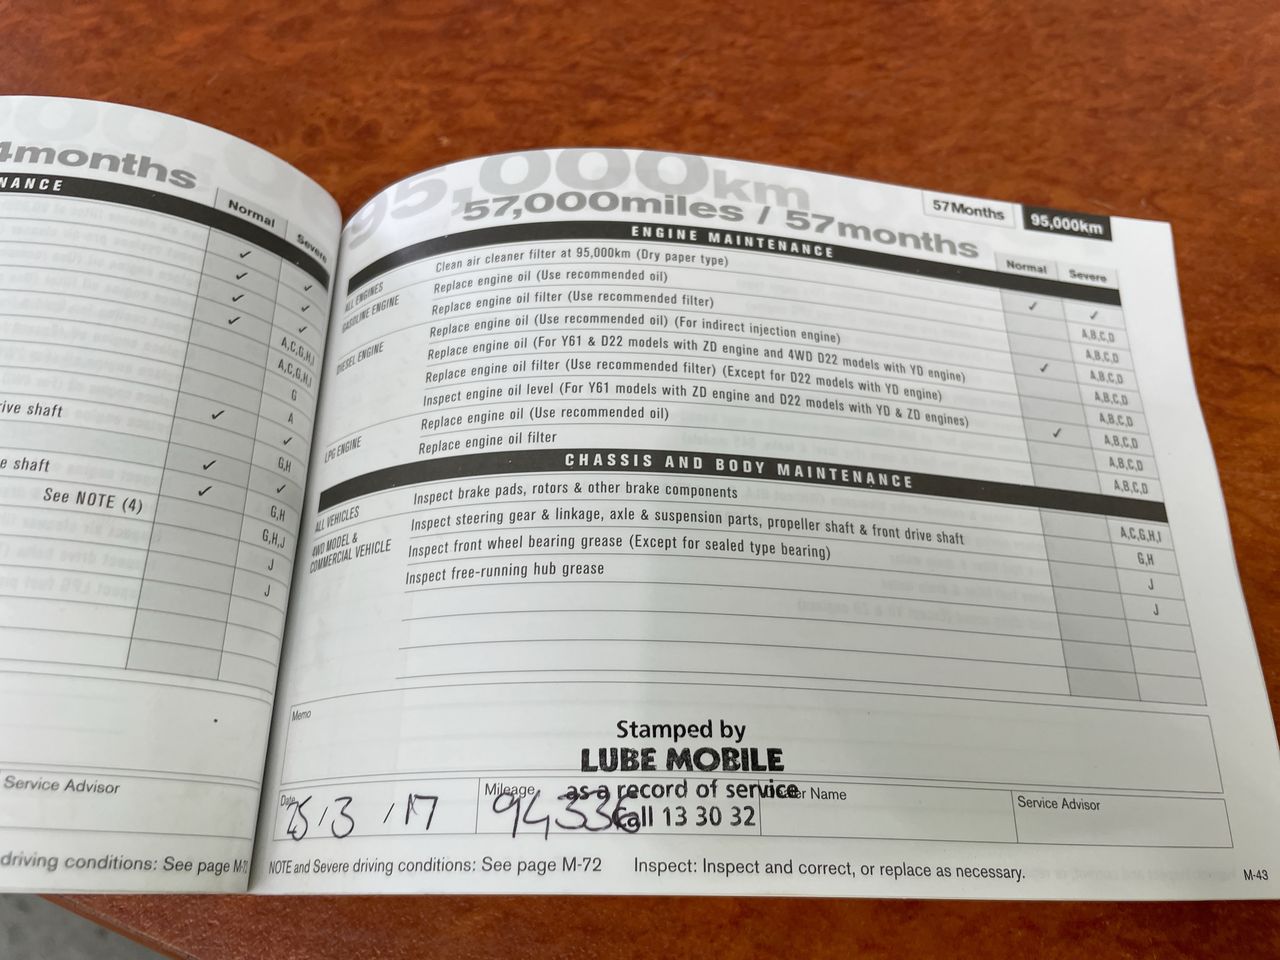 4months
NANCE
Normal
Severe
A,C,G,H,I
A,C,G,H,I
G
A
rive shaft
G,H
e shaft
See NOTE (4)
G,H
G,H,J
J
J
Service Advisor
driving conditions: See page M-
95,000km
57,000miles / 57months
57Months
95,000km
ENGINE MAINTENANCE
Normal
Severe
ALL ENGINES
Clean air cleaner filter at 95,000km (Dry paper type)
✓
GASOLINE ENGINE
Replace engine oil (Use recommended oil)
✓
A,B,C,D
Replace engine oil filter (Use recommended filter)
A,B,C,D
DIESEL ENGINE
Replace engine oil (Use recommended oil) (For indirect injection engine)
✓
A,B,C,D
Replace engine oil (For Y61 & D22 models with ZD engine and 4WD D22 models with YD engine)
A,B,C,D
Replace engine oil filter (Use recommended filter) (Except for D22 models with YD engine)
A,B,C,D
Inspect engine oil level (For Y61 models with ZD engine and D22 models with YD & ZD engines)
✓
A,B,C,D
LPG ENGINE
Replace engine oil (Use recommended oil)
A,B,C,D
Replace engine oil filter
A,B,C,D
CHASSIS AND BODY MAINTENANCE
ALL VEHICLES
Inspect brake pads, rotors & other brake components
A,C,G,H,I
4WD MODEL & COMMERCIAL VEHICLE
Inspect steering gear & linkage, axle & suspension parts, propeller shaft & front drive shaft
G,H
Inspect front wheel bearing grease (Except for sealed type bearing)
J
Inspect free-running hub grease
J
Memo
Stamped by
LUBE MOBILE
as a record of service
Call 13 30 32
Date
25/3/17
Mileage
94,336
Dealer Name
Service Advisor
NOTE and Severe driving conditions: See page M-72
Inspect: Inspect and correct, or replace as necessary.
M-43